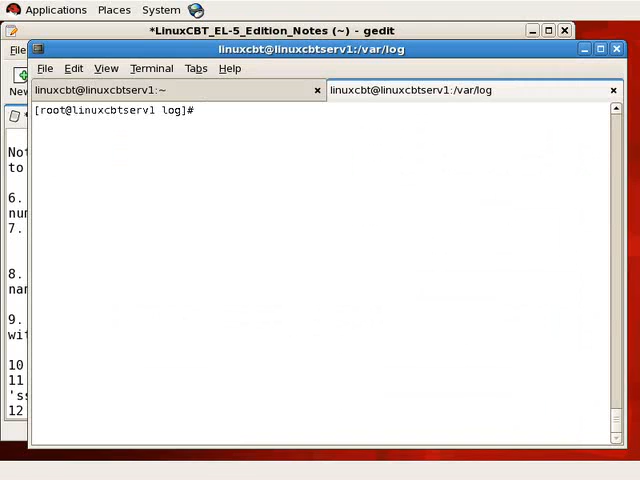 Applications Places System
*LinuxCBT_EL-5_Edition_Notes (~) - gedit
File
linuxcbt@linuxcbtserv1:/var/log
File Edit View Terminal Tabs Help
New
linuxcbt@linuxcbtserv1:~
linuxcbt@linuxcbtserv1:/var/log
[root@linuxcbtserv1 log]#
Not
to
6.
num
7.
8.
nam
9.
wit
10
11
'ss
12